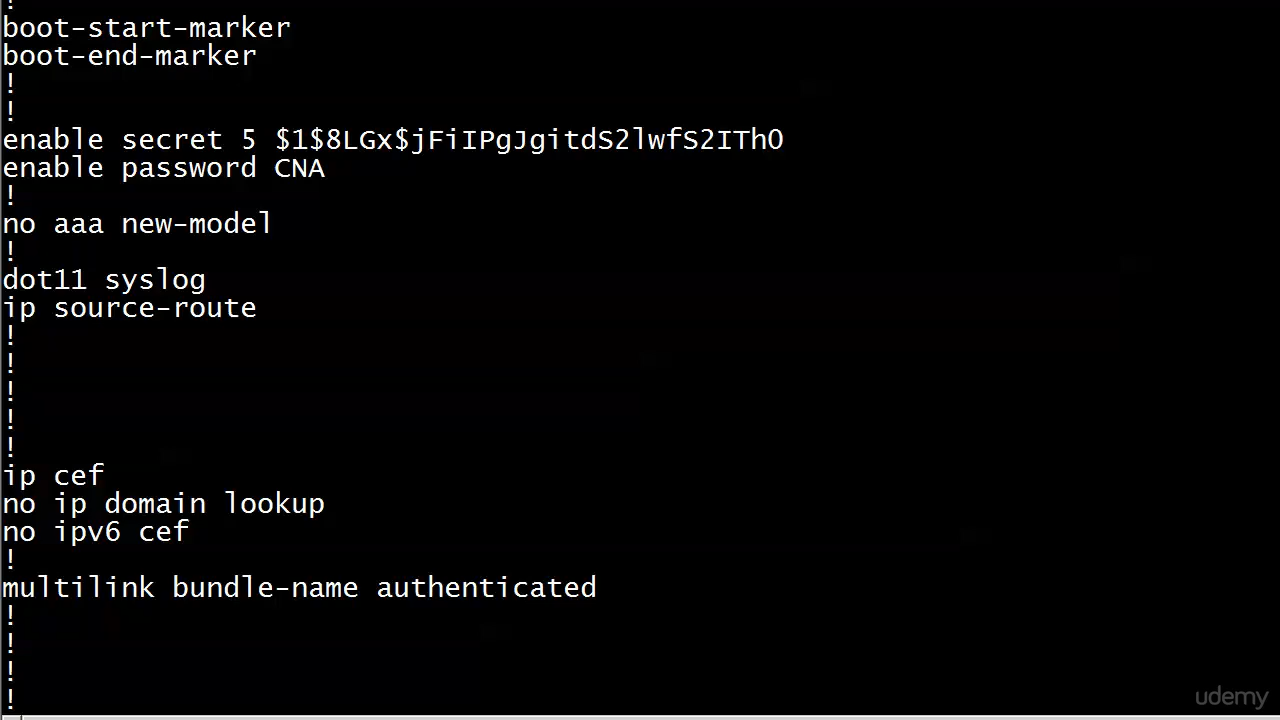 !
boot-start-marker
boot-end-marker
!
!
enable secret 5 $1$8LGx$jFiIPgJgitdS2lwfS2ITh0
enable password CNA
!
no aaa new-model
!
dot11 syslog
ip source-route
!
!
!
!
!
ip cef
no ip domain lookup
no ipv6 cef
!
multilink bundle-name authenticated
!
!
!
!
udemy